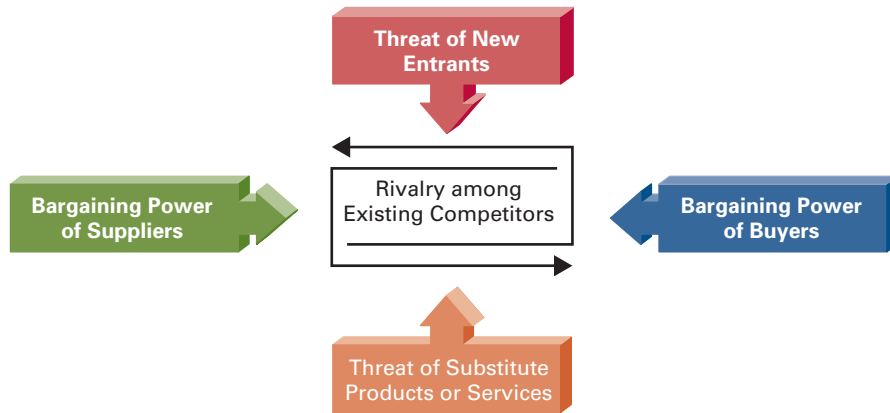 Threat of New
Entrants
Bargaining Power
of Suppliers
Rivalry among
Existing Competitors
Bargaining Power
of Buyers
Threat of Substitute
Products or Services